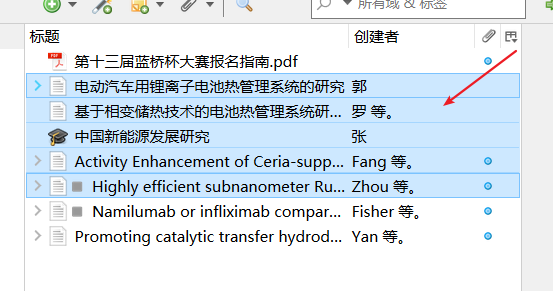 所有域 & 标签
标题 创建者
第十三届蓝桥杯大赛报名指南.pdf
电动汽车用锂离子电池热管理系统的研究 郭
基于相变储热技术的电池热管理系统研... 罗 等。
中国新能源发展研究 张
Activity Enhancement of Ceria-supp... Fang 等。
Highly efficient subnanometer Ru... Zhou 等。
Namilumab or infliximab compar... Fisher 等。
Promoting catalytic transfer hydrod... Yan 等。